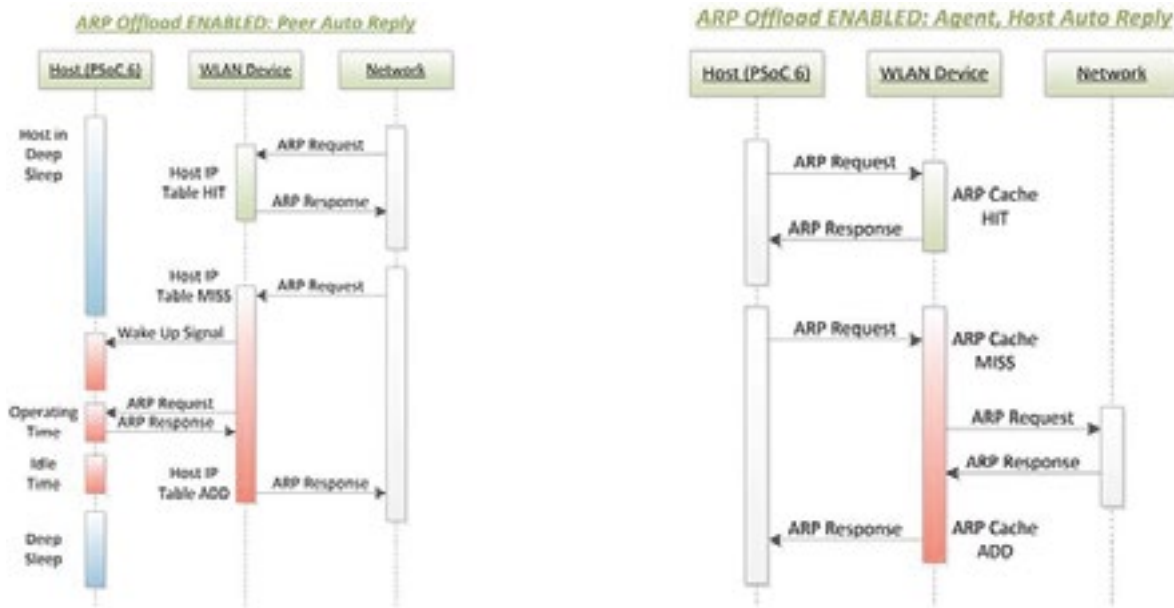 ARP Offload ENABLED: Peer Auto Reply
Host (PSoC 6)
WLAN Device
Network
Host in
Deep
Sleep
ARP Request
Host IP
Table HIT
ARP Response
Host IP
Table MISS
ARP Request
Wake Up Signal
ARP Request
Operating
Time
ARP Response
Idle
Time
Host IP
Table ADD
ARP Response
Deep
Sleep
ARP Offload ENABLED: Agent, Host Auto Reply
Host (PSoC 6)
WLAN Device
Network
ARP Request
ARP Cache
HIT
ARP Response
ARP Request
ARP Cache
MISS
ARP Request
ARP Response
ARP Response
ARP Cache
ADD